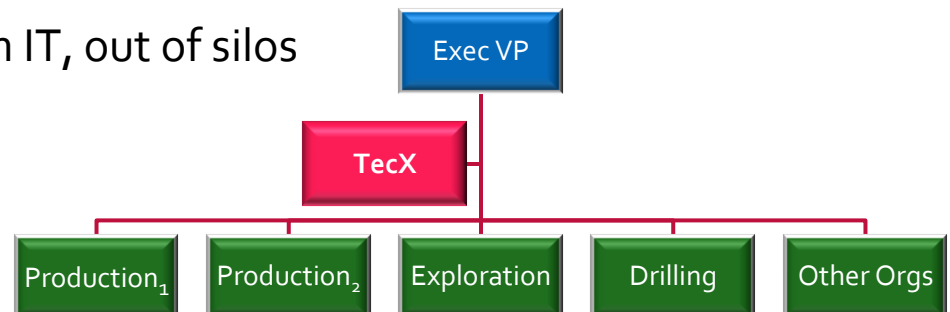 IT, out of silos
Exec VP
TecX
Production₁
Production₂
Exploration
Drilling
Other Orgs